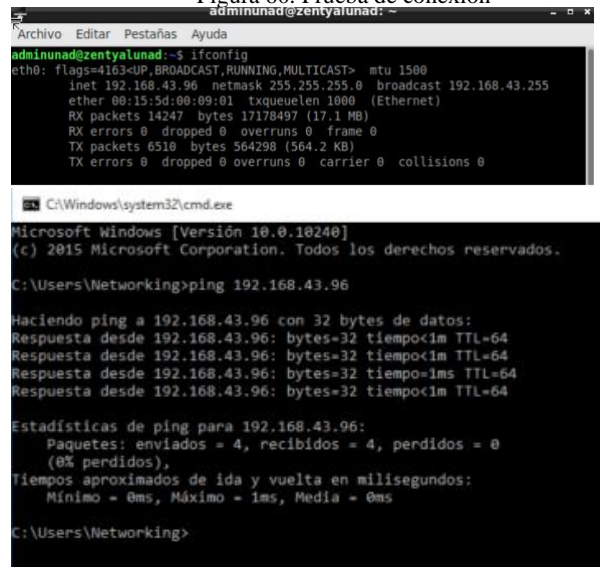 adminunad@zentyalunad: ~
Archivo Editar Pestañas Ayuda
adminunad@zentyalunad:~$ ifconfig
eth0: flags=4163<UP,BROADCAST,RUNNING,MULTICAST> mtu 1500
inet 192.168.43.96 netmask 255.255.255.0 broadcast 192.168.43.255
ether 00:15:5d:00:09:01 txqueuelen 1000 (Ethernet)
RX packets 14247 bytes 17178497 (17.1 MB)
RX errors 0 dropped 0 overruns 0 frame 0
TX packets 6510 bytes 564298 (564.2 KB)
TX errors 0 dropped 0 overruns 0 carrier 0 collisions 0
C:\Windows\system32\cmd.exe
Microsoft Windows [Versión 10.0.10240]
(c) 2015 Microsoft Corporation. Todos los derechos reservados.
C:\Users\Networking>ping 192.168.43.96
Haciendo ping a 192.168.43.96 con 32 bytes de datos:
Respuesta desde 192.168.43.96: bytes=32 tiempo<1m TTL=64
Respuesta desde 192.168.43.96: bytes=32 tiempo<1m TTL=64
Respuesta desde 192.168.43.96: bytes=32 tiempo=1ms TTL=64
Respuesta desde 192.168.43.96: bytes=32 tiempo<1m TTL=64
Estadísticas de ping para 192.168.43.96:
Paquetes: enviados = 4, recibidos = 4, perdidos = 0
(0% perdidos),
Tiempos aproximados de ida y vuelta en milisegundos:
Mínimo = 0ms, Máximo = 1ms, Media = 0ms
C:\Users\Networking>